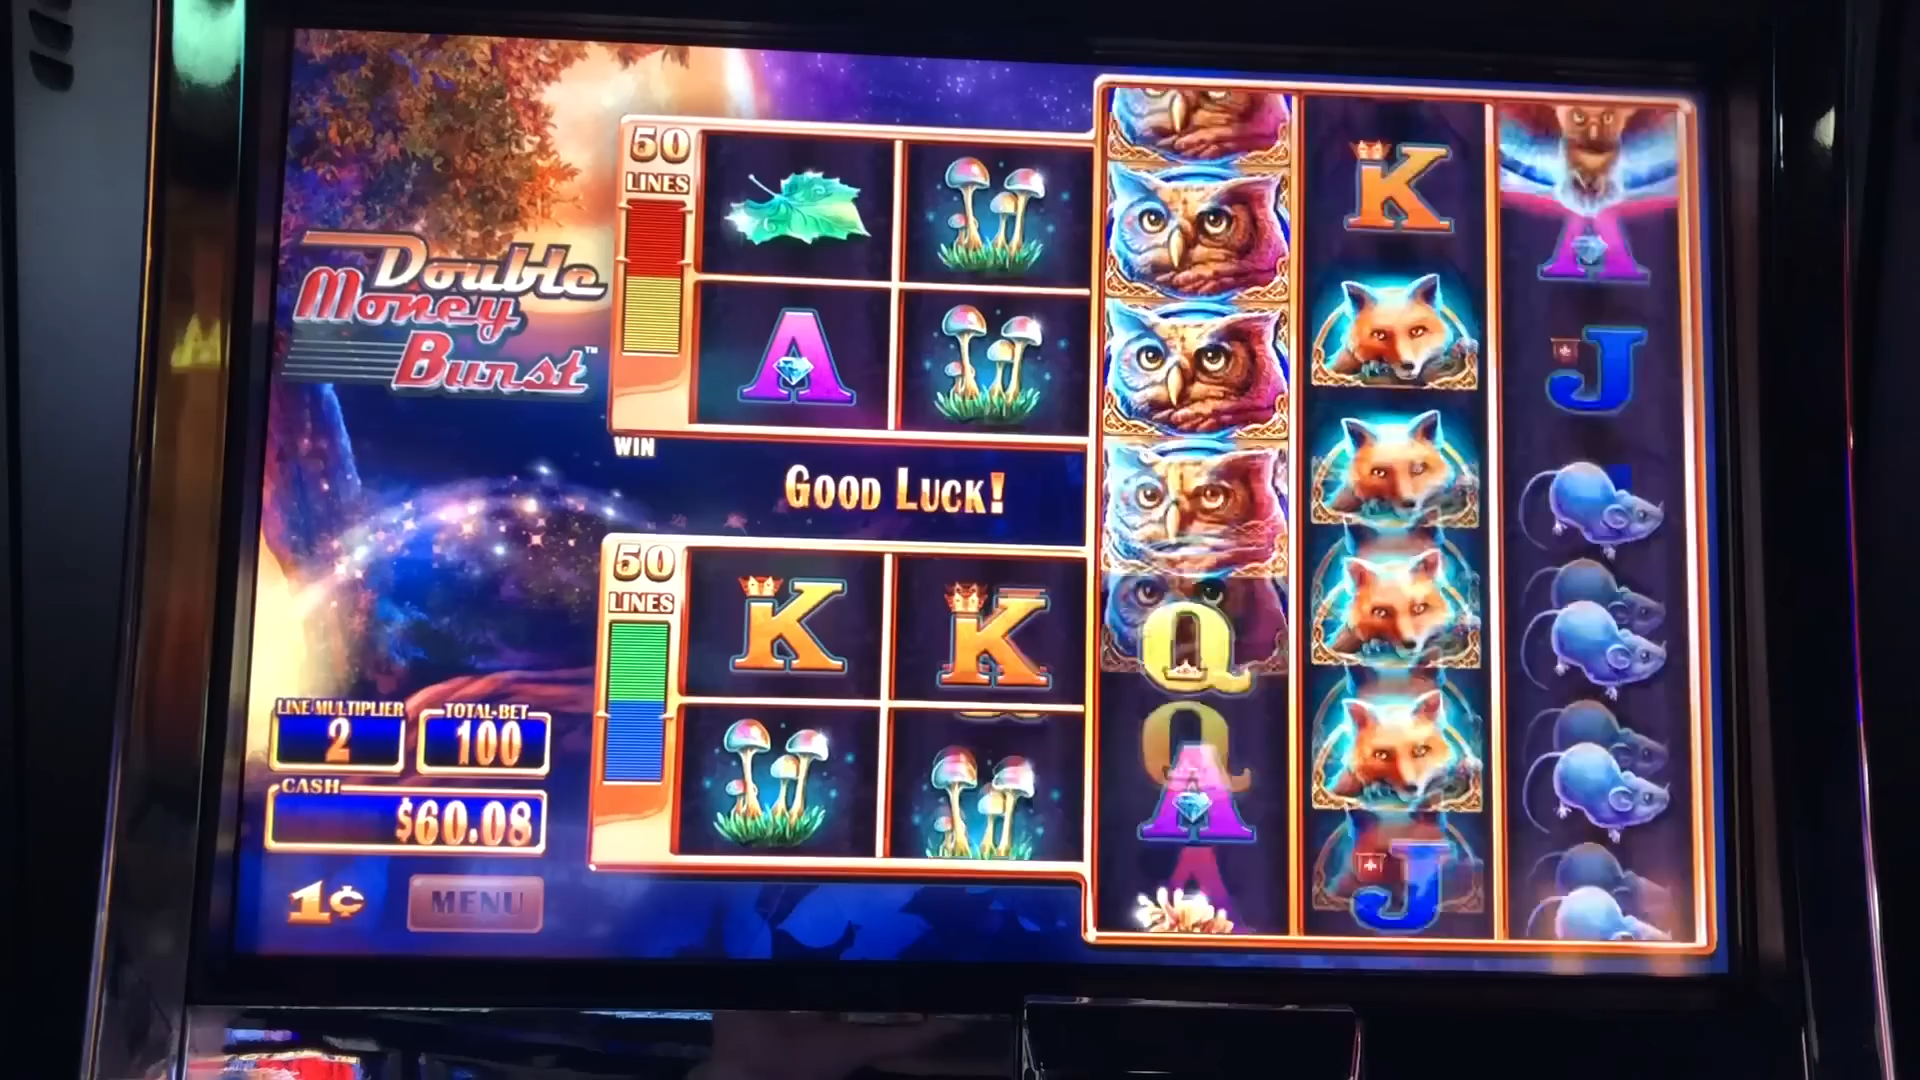 Double
Money
Burst™
50
LINES
K
A
A
J
WIN
GOOD LUCK!
50
LINES
K
K
Q
Q
A
A
J
LINE MULTIPLIER
2
TOTAL BET
100
CASH
$60.08
1¢
MENU